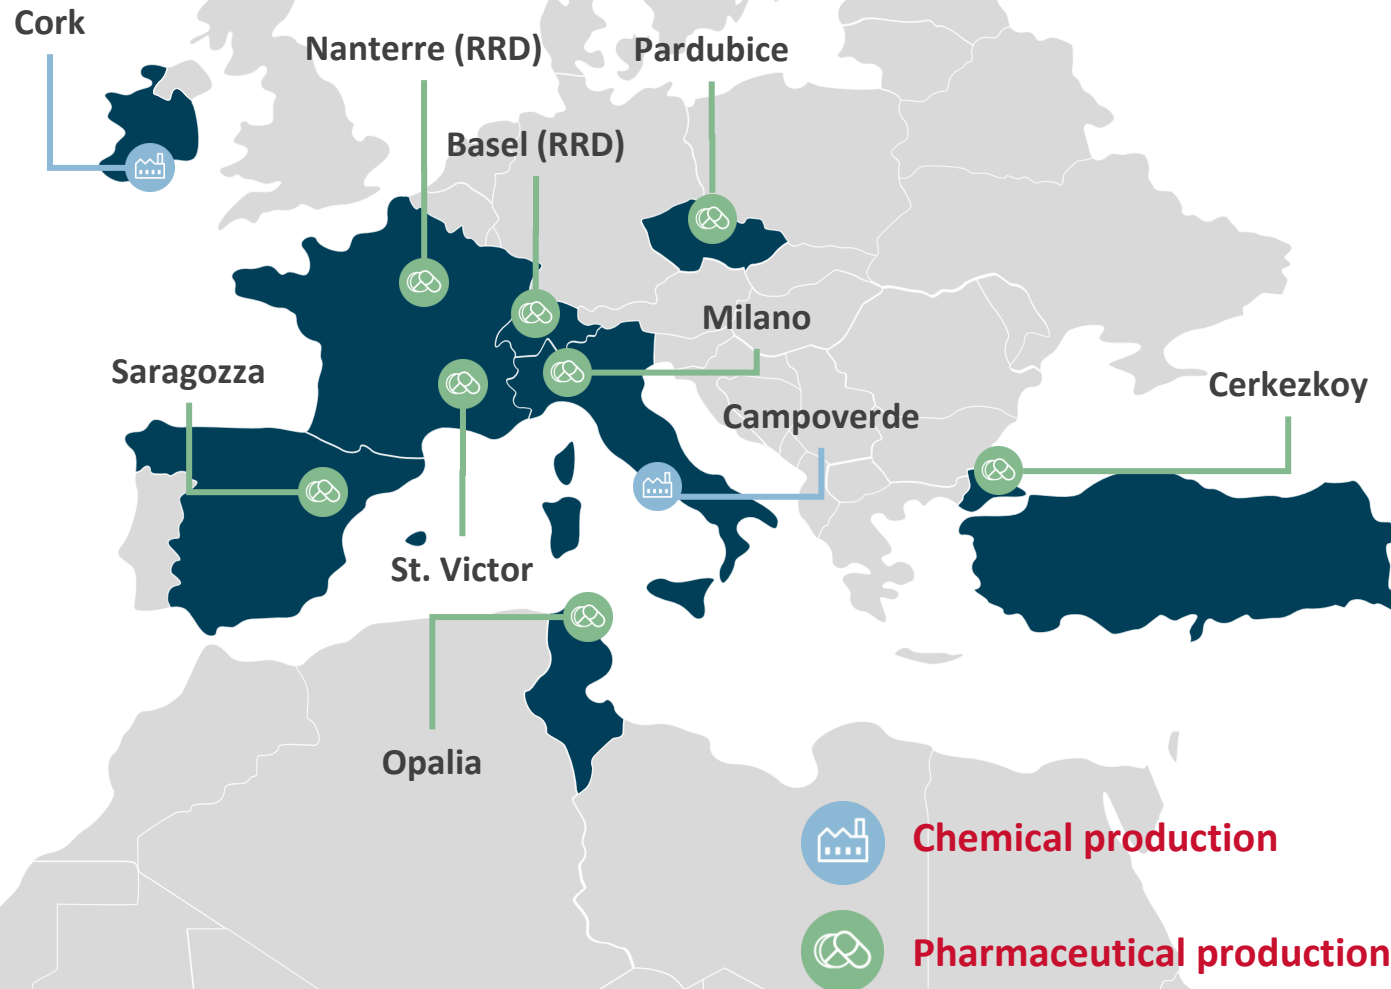 Cork
Nanterre (RRD)
Pardubice
Basel (RRD)
Milano
Saragozza
Cerkezkoy
Campoverde
St. Victor
Opalia
Chemical production
Pharmaceutical production